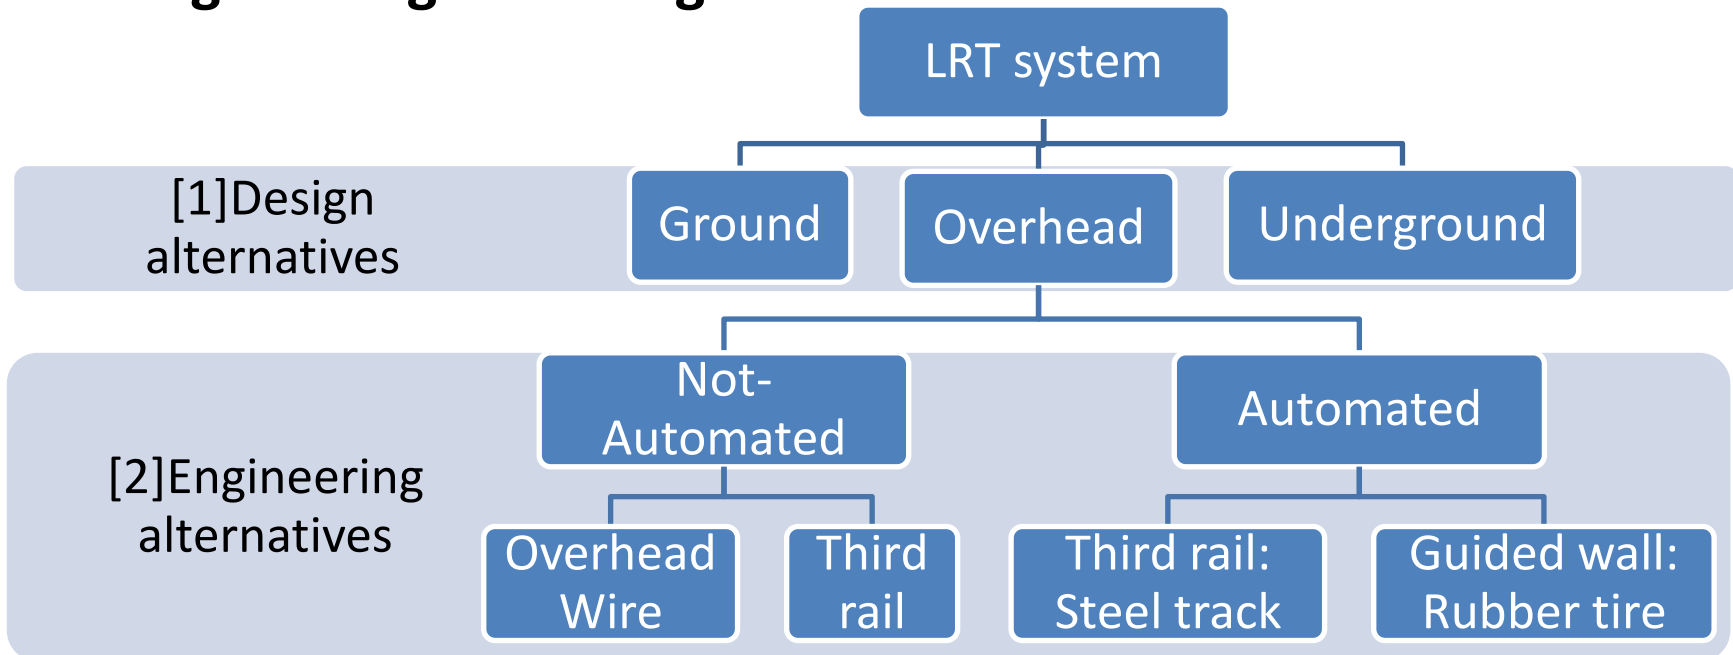 LRT system
[1]Design
alternatives
Ground
Overhead
Underground
Not-
Automated
Automated
[2]Engineering
alternatives
Overhead
Wire
Third
rail
Third rail:
Steel track
Guided wall:
Rubber tire